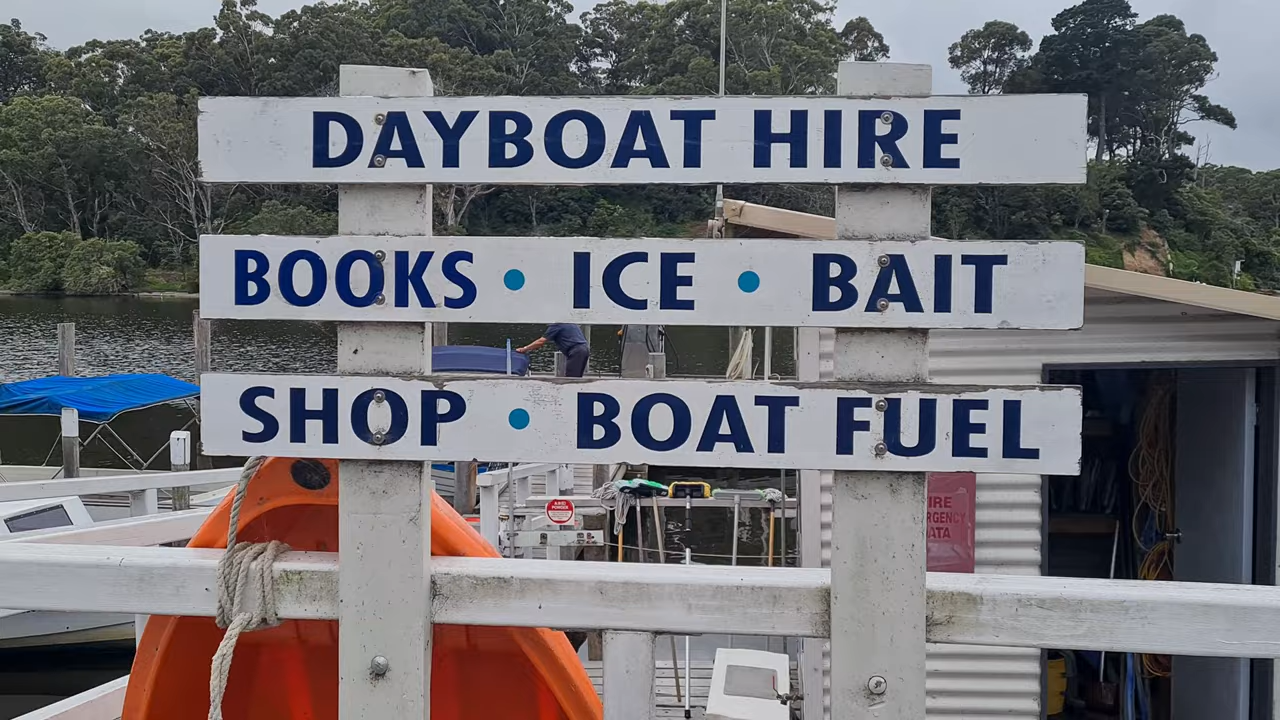 DAYBOAT HIRE
BOOKS • ICE • BAIT
SHOP • BOAT FUEL